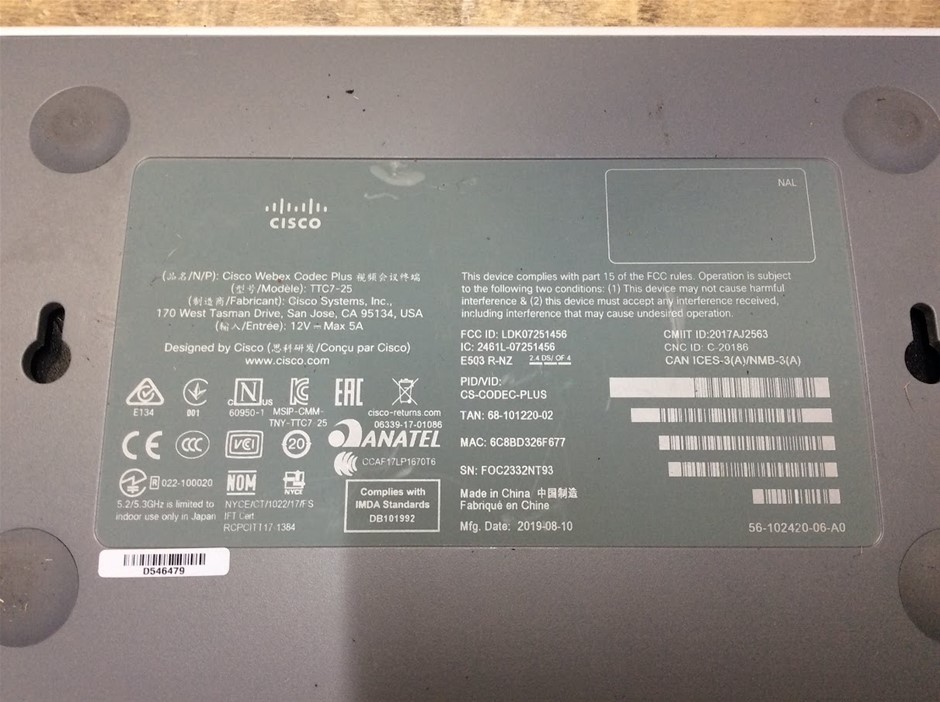 NAL
CISCO
(品名/N/P): Cisco Webex Codec Plus 视频会议终端
(型号/Modèle): TTC7-25
(制造商/Fabricant): Cisco Systems, Inc.,
170 West Tasman Drive, San Jose, CA 95134, USA
(输入/Entrée): 12V ⎓ Max 5A
Designed by Cisco (思科研发/Conçu par Cisco)
www.cisco.com
This device complies with part 15 of the FCC rules. Operation is subject
to the following two conditions: (1) This device may not cause harmful
interference & (2) this device must accept any interference received,
including interference that may cause undesired operation.
FCC ID: LDK07251456
IC: 2461L-07251456
E503 R-NZ
2.4 DS/ OF 4
CMIIT ID:2017AJ2563
CNC ID: C-20186
CAN ICES-3(A)/NMB-3(A)
E134
B01
N
C US
60950-1
MSIP-CMM-
TNY-TTC7 25
EAC
cisco-returns.com
06339-17-01086
CE
CCC
VCI
20
ANATEL
CCAF17LP1670T6
R 022-100020
5.2/5.3GHz is limited to
indoor use only in Japan
NOM
NYCE
NYCE/CT/1022/17/FS
IFT Cert
RCPCITT17-1384
Complies with
IMDA Standards
DB101992
PID/VID:
CS-CODEC-PLUS
TAN: 68-101220-02
MAC: 6C8BD326F677
SN: FOC2332NT93
Made in China 中国制造
Fabriqué en Chine
Mfg. Date: 2019-08-10
56-102420-06-A0
D546479